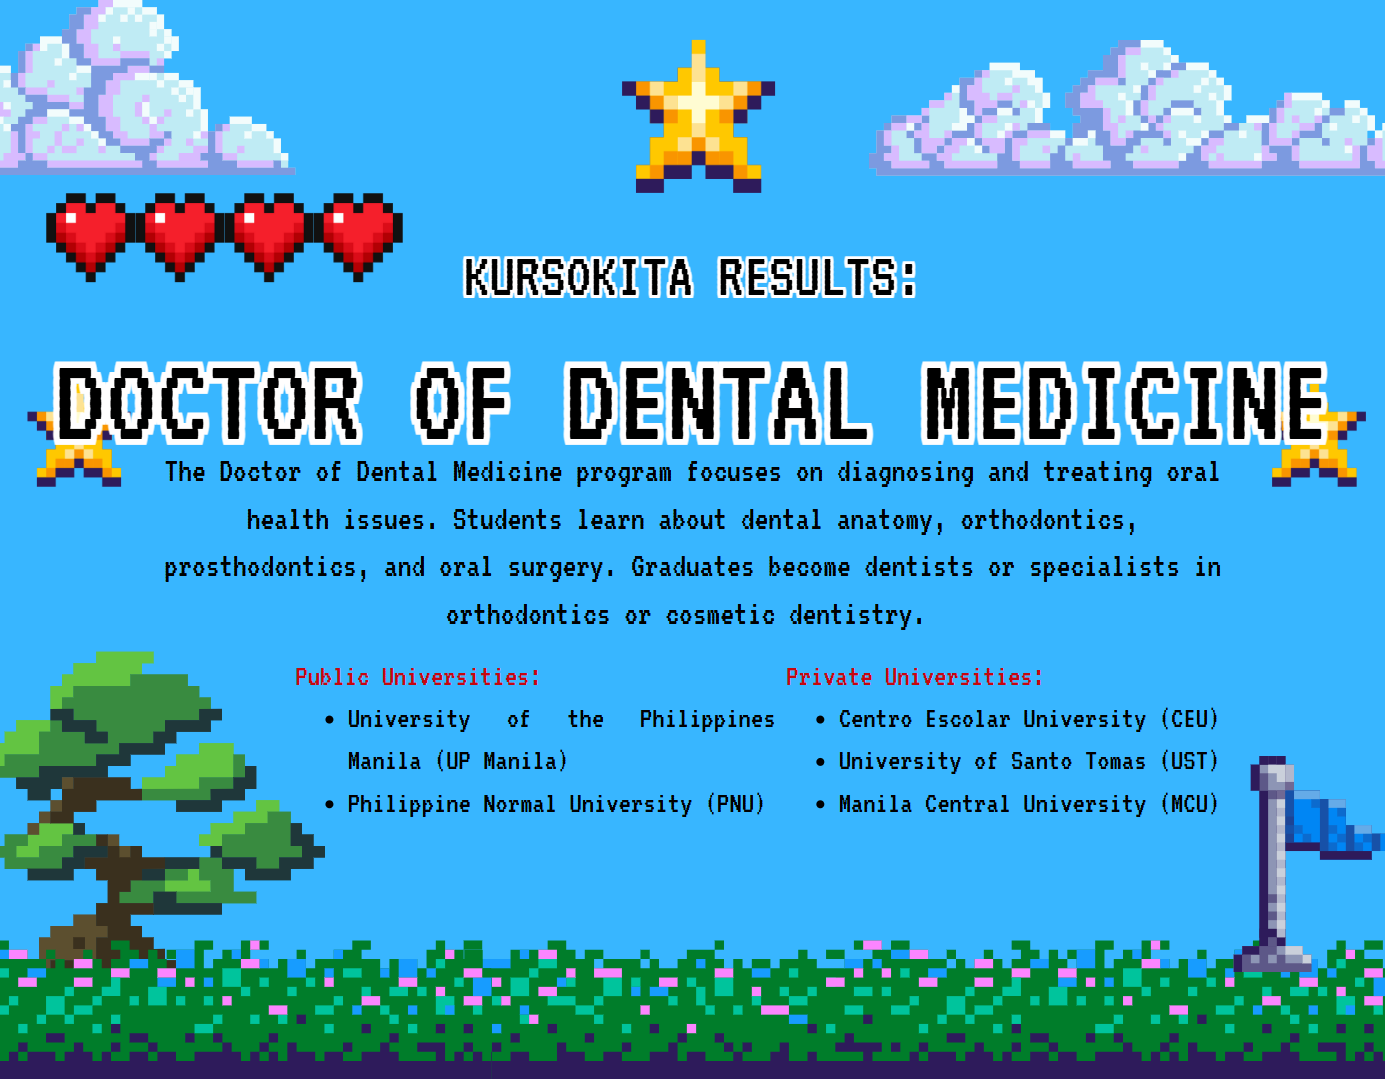 KURSOKITA RESULTS:
DOCTOR OF DENTAL MEDICINE
The Doctor of Dental Medicine program focuses on diagnosing and treating oral
health issues. Students learn about dental anatomy, orthodontics,
prosthodontics, and oral surgery. Graduates become dentists or specialists in
orthodontics or cosmetic dentistry.
Public Universities:
• University of the Philippines
Manila (UP Manila)
• Philippine Normal University (PNU)
Private Universities:
• Centro Escolar University (CEU)
• University of Santo Tomas (UST)
• Manila Central University (MCU)